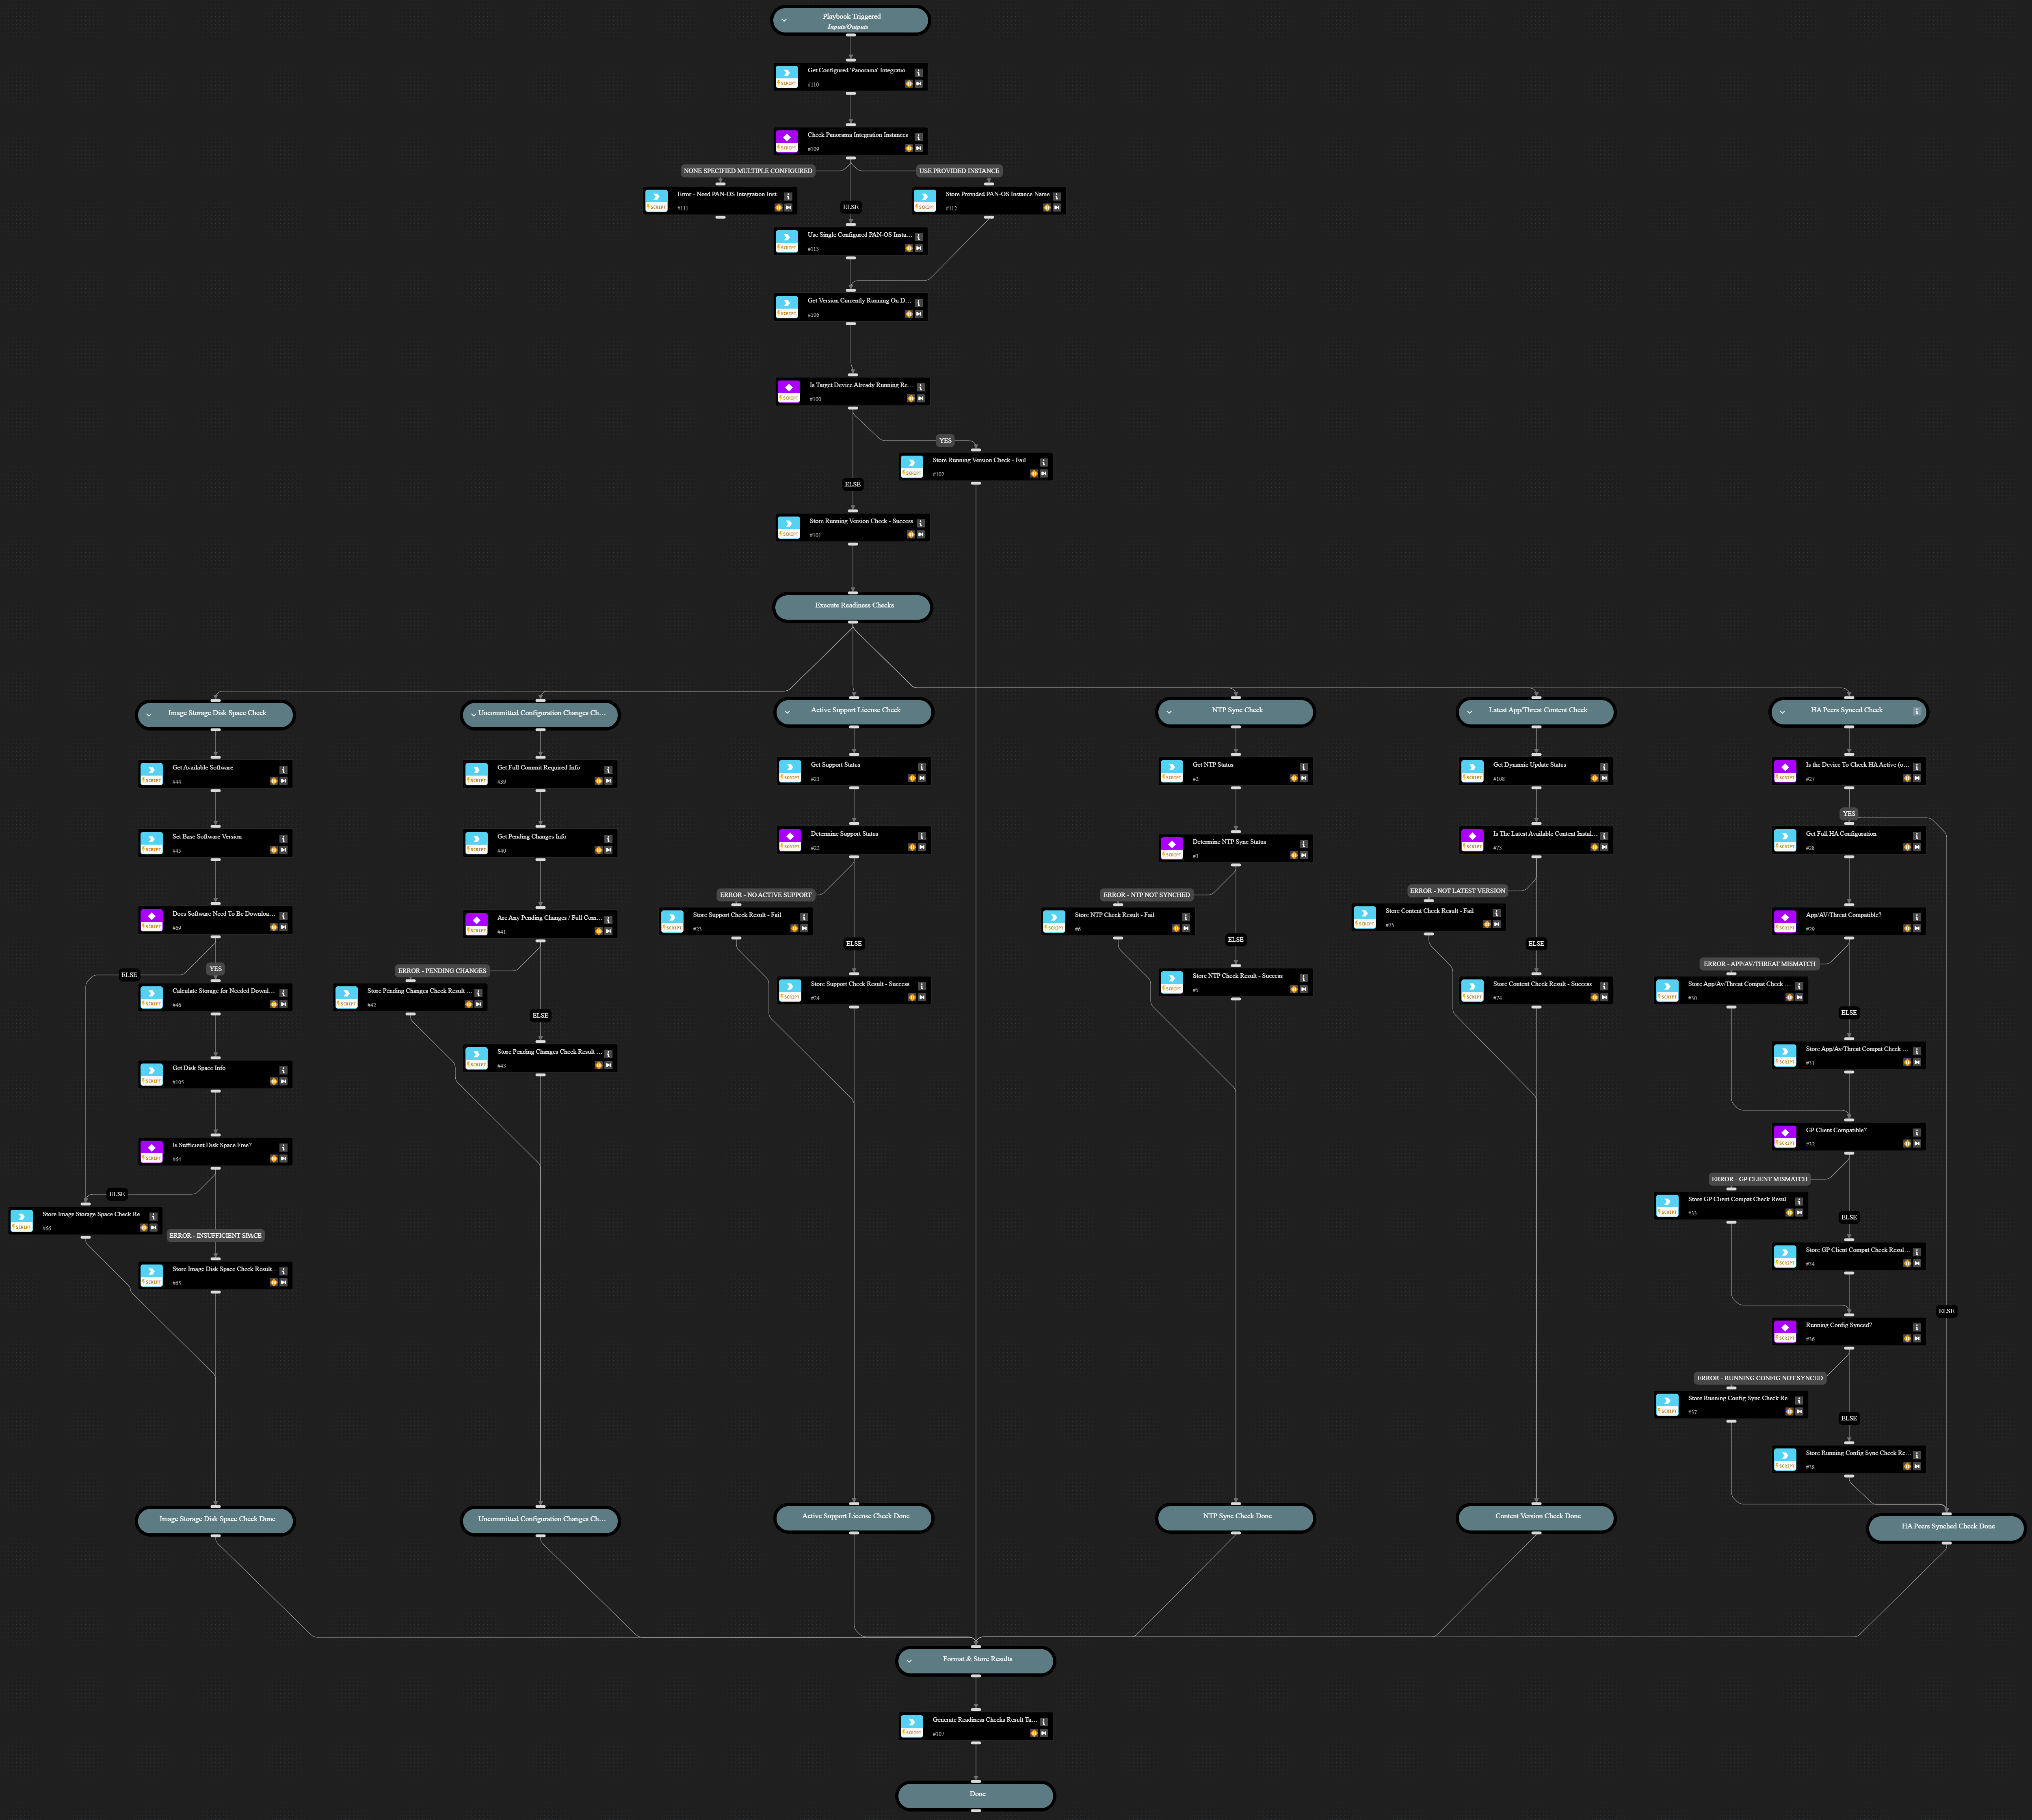 Playbook Triggered
Inputs/Outputs
Get Configured 'Panorama' Integratio...
SCRIPT
#110
Check Panorama Integration Instances
SCRIPT
#109
NONE SPECIFIED MULTIPLE CONFIGURED
USE PROVIDED INSTANCE
Error - Need PAN-OS Integration Inst...
SCRIPT
#111
Store Provided PAN-OS Instance Name
SCRIPT
#112
ELSE
Use Single Configured PAN-OS Insta...
SCRIPT
#113
Get Version Currently Running On D...
SCRIPT
#106
Is Target Device Already Running Re...
SCRIPT
#100
YES
Store Running Version Check - Fail
SCRIPT
#102
ELSE
Store Running Version Check - Success
SCRIPT
#101
Execute Readiness Checks
Image Storage Disk Space Check
Get Available Software
SCRIPT
#44
Set Base Software Version
SCRIPT
#45
Does Software Need To Be Downloa...
SCRIPT
#69
ELSE
YES
Calculate Storage for Needed Downl...
SCRIPT
#46
Get Disk Space Info
SCRIPT
#105
Is Sufficient Disk Space Free?
SCRIPT
#64
ELSE
Store Image Storage Space Check Re...
SCRIPT
#66
ERROR - INSUFFICIENT SPACE
Store Image Disk Space Check Result...
SCRIPT
#65
Image Storage Disk Space Check Done
Uncommitted Configuration Changes Ch...
Get Full Commit Required Info
SCRIPT
#39
Get Pending Changes Info
SCRIPT
#40
Are Any Pending Changes / Full Com...
SCRIPT
#41
ERROR - PENDING CHANGES
Store Pending Changes Check Result ...
SCRIPT
#42
ELSE
Store Pending Changes Check Result ...
SCRIPT
#43
Uncommitted Configuration Changes Ch...
Active Support License Check
Get Support Status
SCRIPT
#21
Determine Support Status
SCRIPT
#22
ERROR - NO ACTIVE SUPPORT
Store Support Check Result - Fail
SCRIPT
#23
ELSE
Store Support Check Result - Success
SCRIPT
#24
Active Support License Check Done
NTP Sync Check
Get NTP Status
SCRIPT
#2
Determine NTP Sync Status
SCRIPT
#3
ERROR - NTP NOT SYNCHED
Store NTP Check Result - Fail
SCRIPT
#6
ELSE
Store NTP Check Result - Success
SCRIPT
#5
NTP Sync Check Done
Latest App/Threat Content Check
Get Dynamic Update Status
SCRIPT
#108
Is The Latest Available Content Instal...
SCRIPT
#73
ERROR - NOT LATEST VERSION
Store Content Check Result - Fail
SCRIPT
#75
ELSE
Store Content Check Result - Success
SCRIPT
#74
Content Version Check Done
HA Peers Synced Check
Is the Device To Check HA Active (o...
SCRIPT
#27
YES
Get Full HA Configuration
SCRIPT
#28
App/AV/Threat Compatible?
SCRIPT
#29
ERROR - APP/AV/THREAT MISMATCH
Store App/Av/Threat Compat Check ...
SCRIPT
#30
ELSE
Store App/Av/Threat Compat Check ...
SCRIPT
#31
GP Client Compatible?
SCRIPT
#32
ERROR - GP CLIENT MISMATCH
Store GP Client Compat Check Resul...
SCRIPT
#33
ELSE
Store GP Client Compat Check Resul...
SCRIPT
#34
ELSE
Running Config Synced?
SCRIPT
#36
ERROR - RUNNING CONFIG NOT SYNCED
Store Running Config Sync Check Re...
SCRIPT
#37
ELSE
Store Running Config Sync Check Re...
SCRIPT
#38
HA Peers Synched Check Done
Format & Store Results
Generate Readiness Checks Result Ta...
SCRIPT
#107
Done